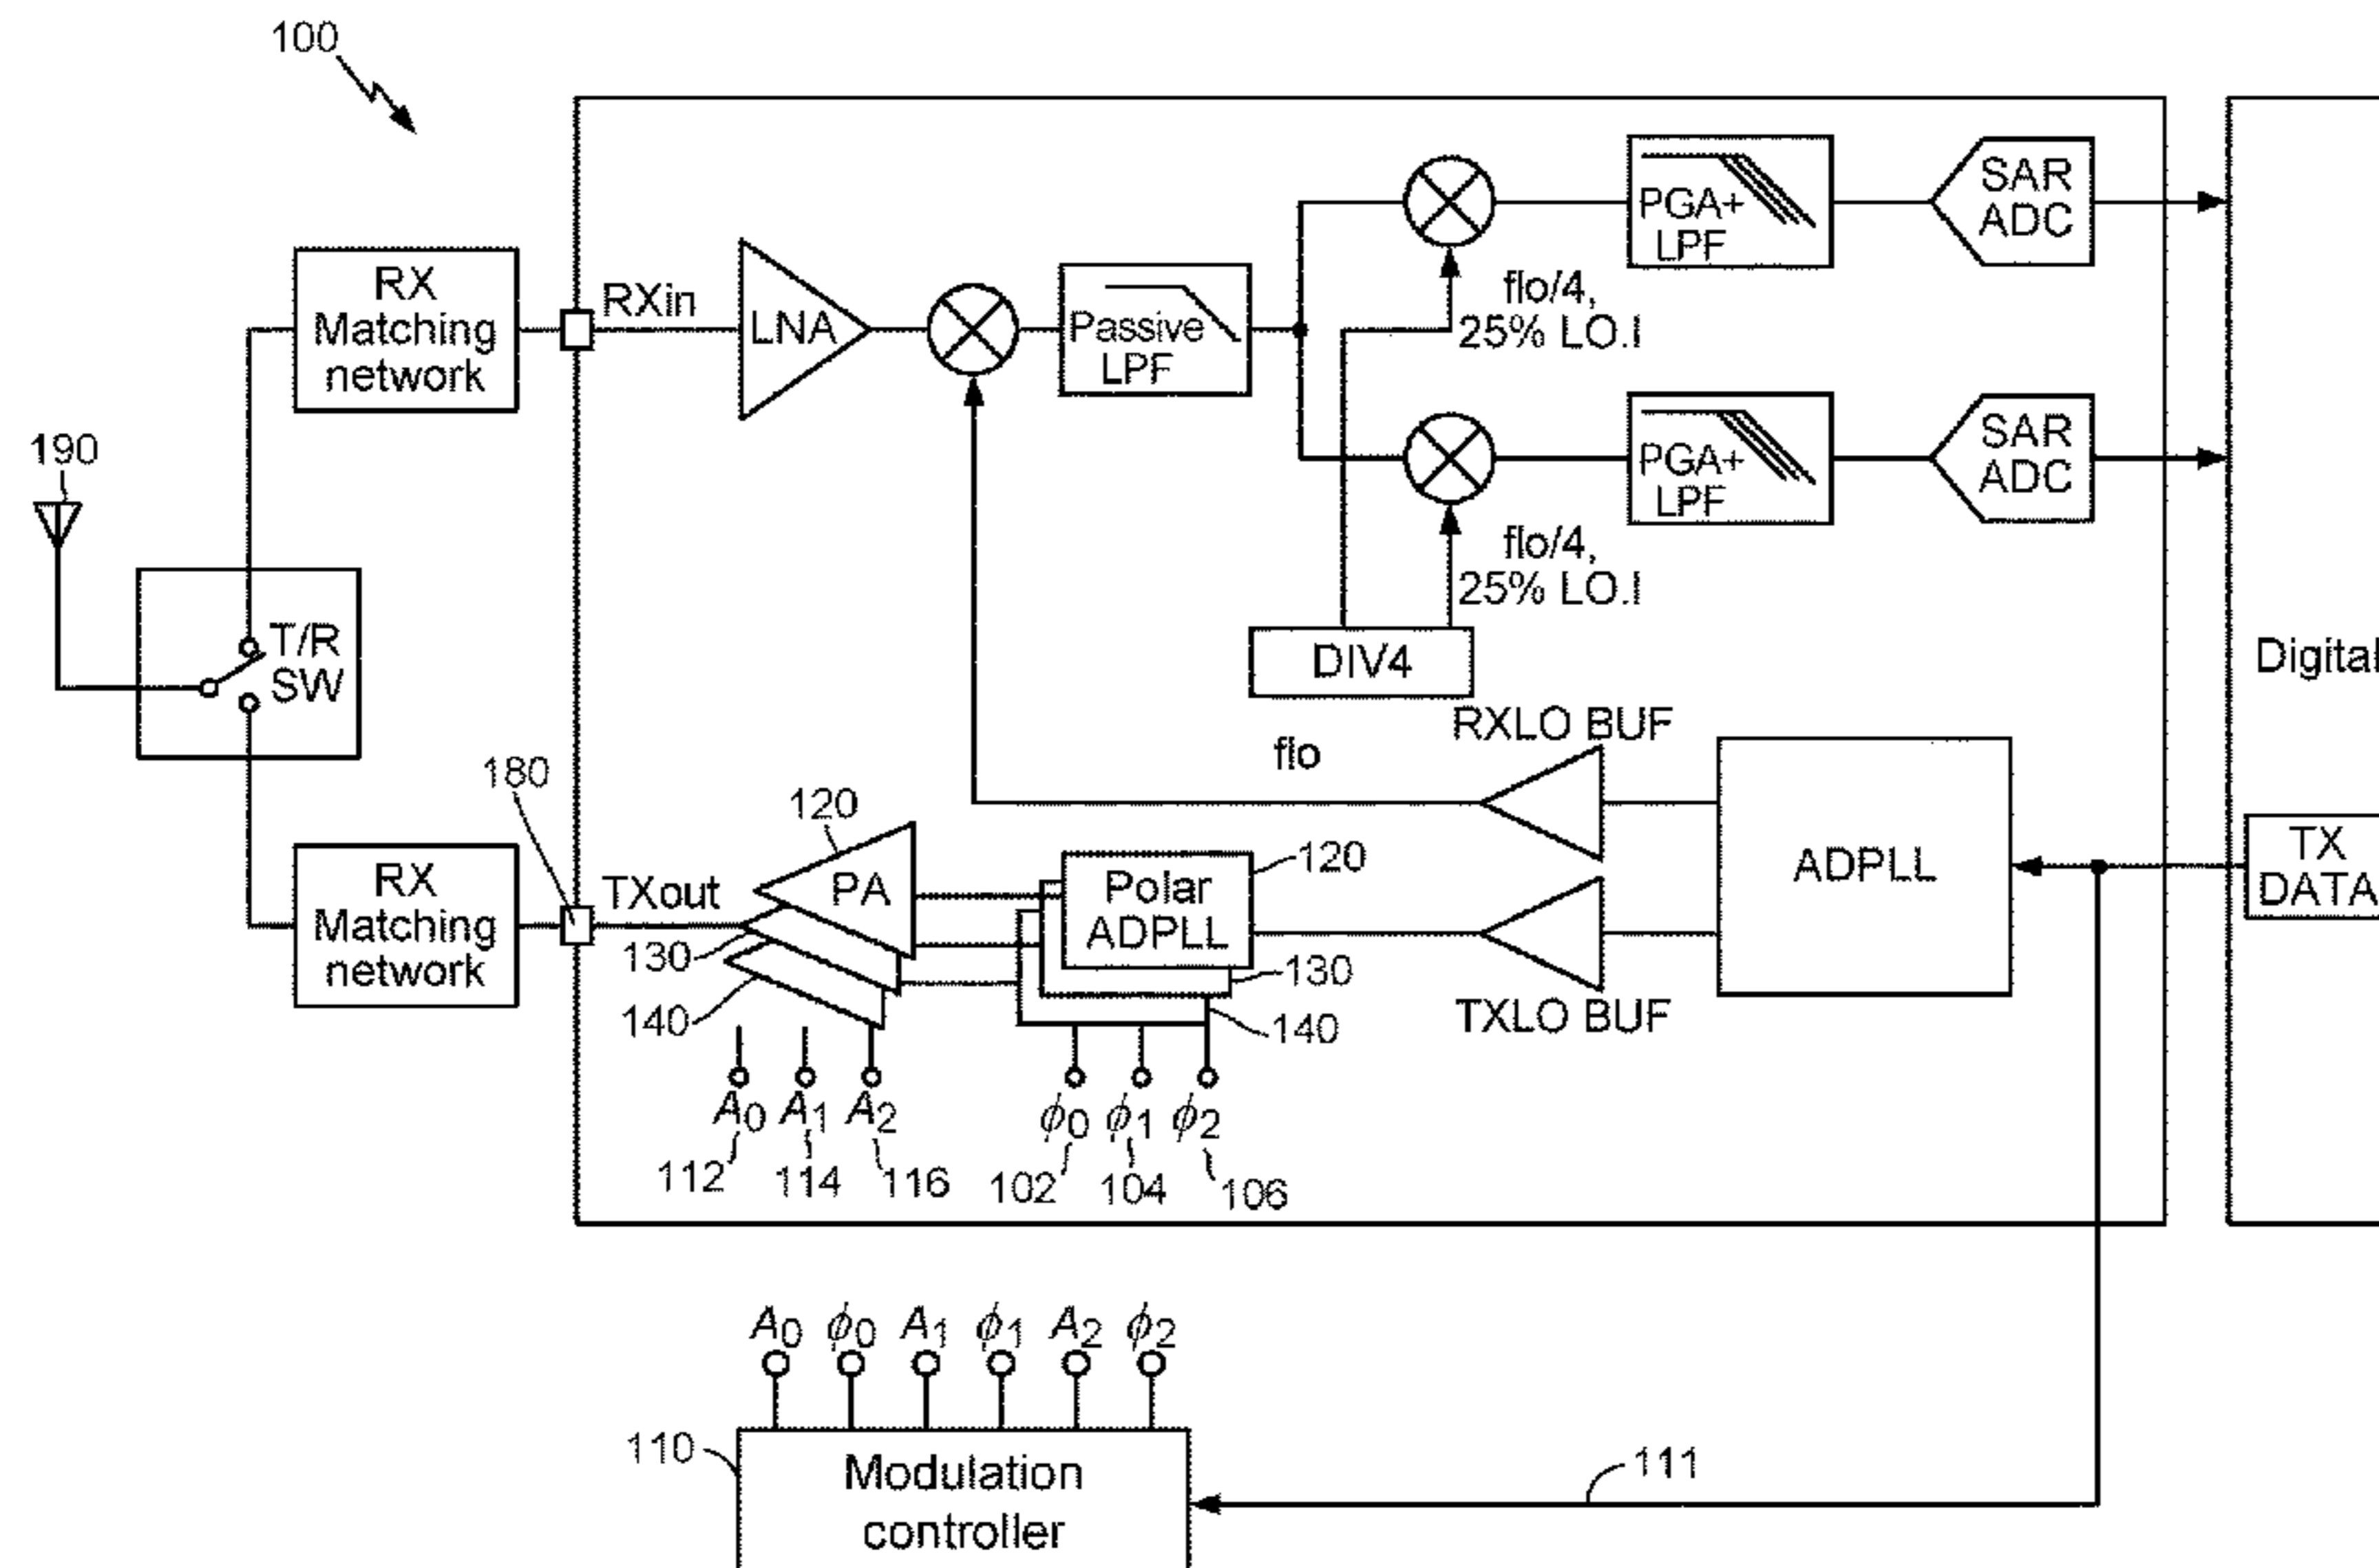 100
RXin
RX
Matching
network
LNA
Passive
LPF
flo/4,
25% LO.I
PGA+
LPF
SAR
ADC
190
flo/4,
25% LO.I
PGA+
LPF
SAR
ADC
T/R
SW
DIV4
Digital
RXLO BUF
flo
180
120
RX
Matching
network
TXout
PA
130
140
Polar
ADPLL
120
130
140
TXLO BUF
ADPLL
TX
DATA
A0 A1 A2
ϕ0 ϕ1 ϕ2
112 114 116 102 104 106
A0 ϕ0 A1 ϕ1 A2 ϕ2
110
Modulation
controller
111